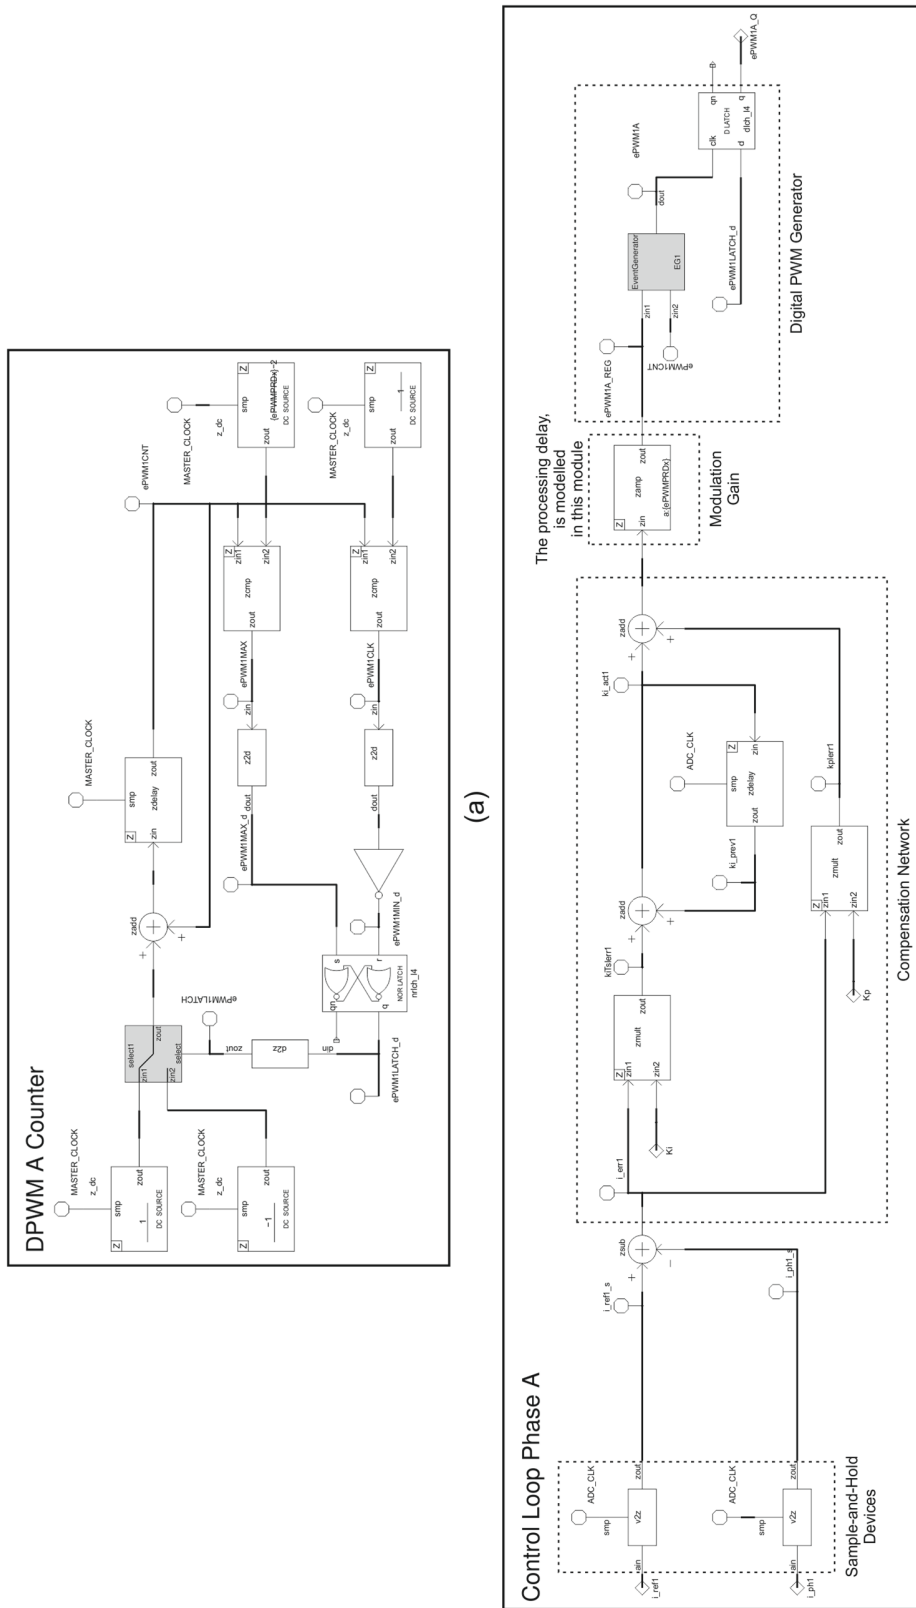 DPWM A Counter
MASTER_CLOCK
z_dc
Z
smp
1
zout
DC SOURCE
MASTER_CLOCK
z_dc
Z
smp
-1
zout
DC SOURCE
select1
zin1
zin2
zout
select
ePWM1LATCH
zout
d2z
din
ePWM1LATCH_d
zadd
+
+
MASTER_CLOCK
Z
smp
zdelay
zin
zout
qn
s
q
r
NOR LATCH
nrlch_l4
ePWM1MIN_d
ePWM1MAX_d
dout
z2d
zin
ePWM1MAX
dout
z2d
zin
ePWM1CLK
Z
zin1
zin2
zcmp
zout
Z
zin1
zin2
zcmp
zout
ePWM1CNT
MASTER_CLOCK
z_dc
Z
smp
(ePWMPRDx)-2
zout
DC SOURCE
MASTER_CLOCK
z_dc
Z
smp
1
zout
DC SOURCE
(a)
Control Loop Phase A
ADC_CLK
smp
ain
v2z
zout
i_ref1
ADC_CLK
smp
ain
v2z
zout
i_ph1
Sample-and-Hold
Devices
i_ref1_s
i_ph1_s
zsub
+
−
i_err1
Z
zin1
zin2
zmult
zout
Ki
kiTslerr1
zadd
+
+
ki_prev1
ADC_CLK
Z
smp
zdelay
zin
zout
ki_act1
Z
zin1
zin2
zmult
zout
Kp
kplerr1
zadd
+
+
Compensation Network
The processing delay,
is modelled
in this module
Z
zin
zamp
zout
a:{ePWMPRDx}
Modulation
Gain
ePWM1A_REG
ePWM1CNT
zin1
zin2
EventGenerator
EG1
dout
ePWM1A
ePWM1LATCH_d
clk
qn
D LATCH
d
q
dlch_l4
ePWM1A_Q
Digital PWM Generator